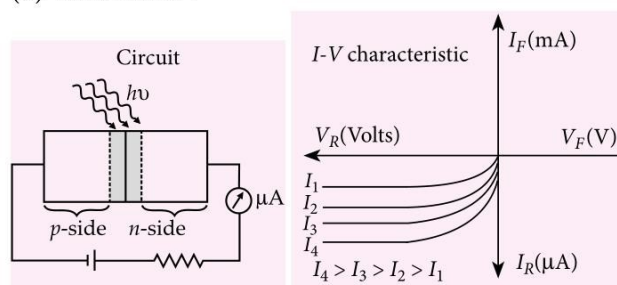 Circuit
hυ
μA
p-side n-side
I-V characteristic
I_F(mA)
V_R(Volts)
V_F(V)
I_1
I_2
I_3
I_4
I_4 > I_3 > I_2 > I_1
I_R(μA)